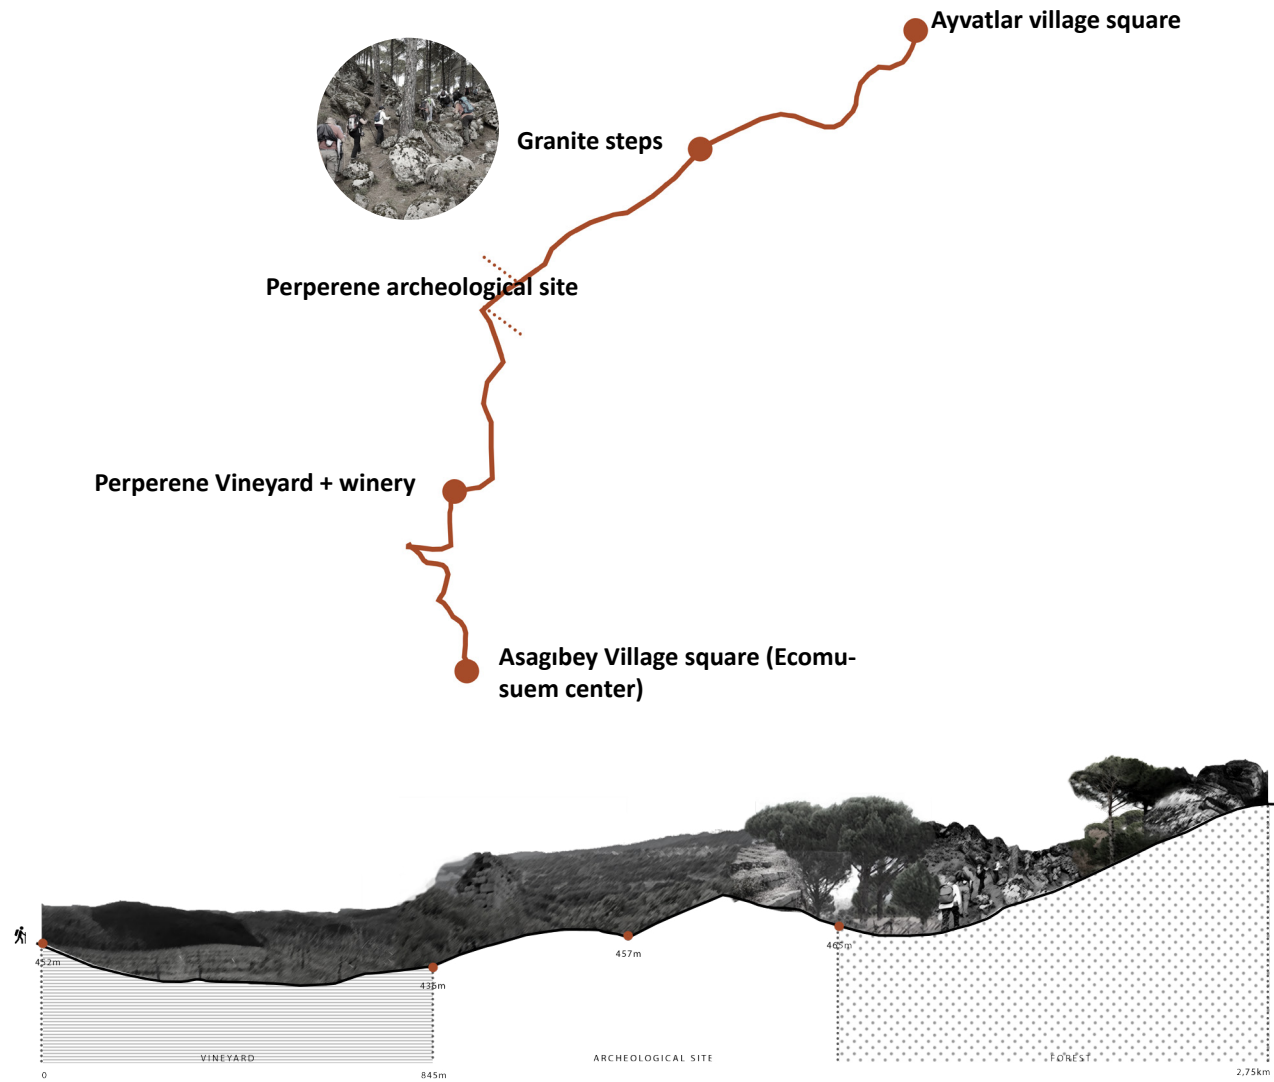 Ayvatlar village square
Granite steps
Perperene archeological site
Perperene Vineyard + winery
Asagıbey Village square (Ecomu-
suem center)
452m
435m
457m
465m
VINEYARD
ARCHEOLOGICAL SITE
FOREST
0
845m
2,75km